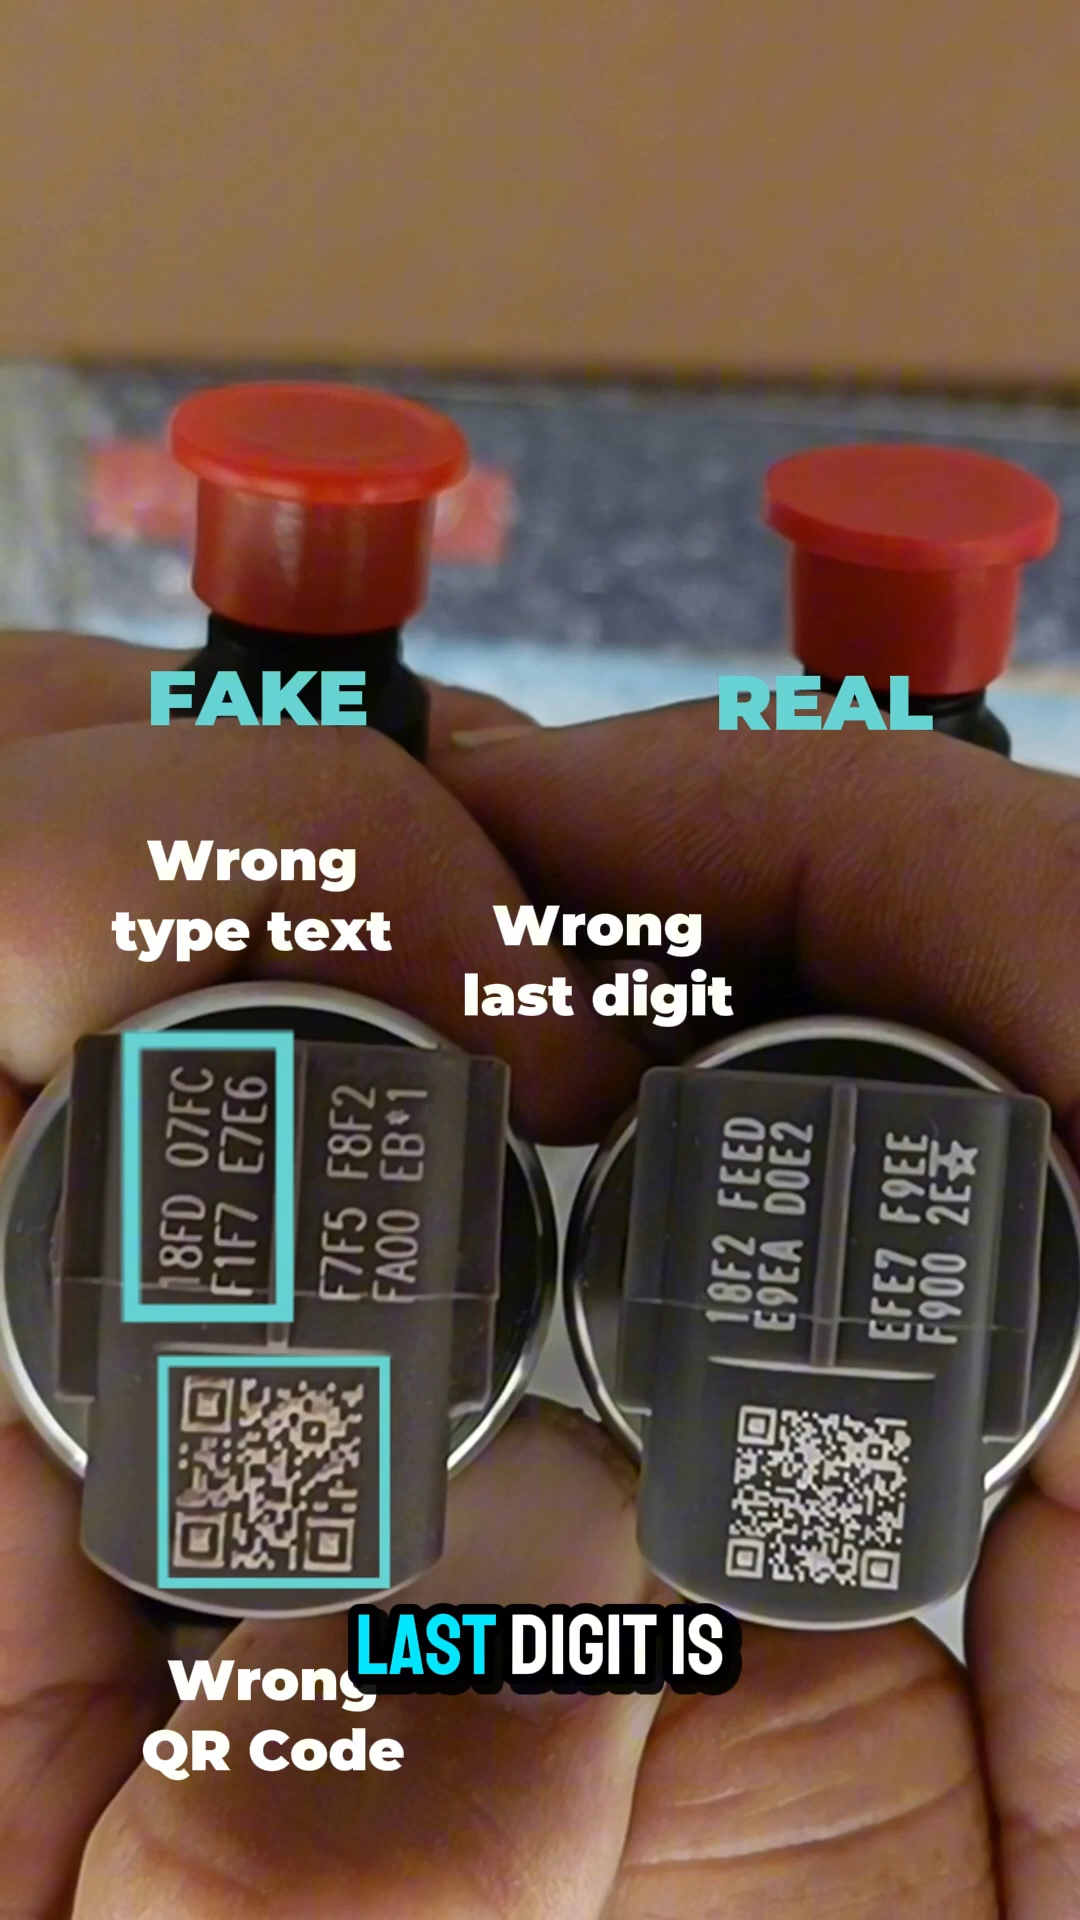 FAKE
REAL
Wrong
type text
Wrong
last digit
18FD 07FC
F1F7 E7E6
F7F5 F8F2
FA00 EB*1
18F2 FEED
E9EA D0E2
EFE7 F9EE
F900 2E☆
LAST DIGIT IS
Wrong
QR Code